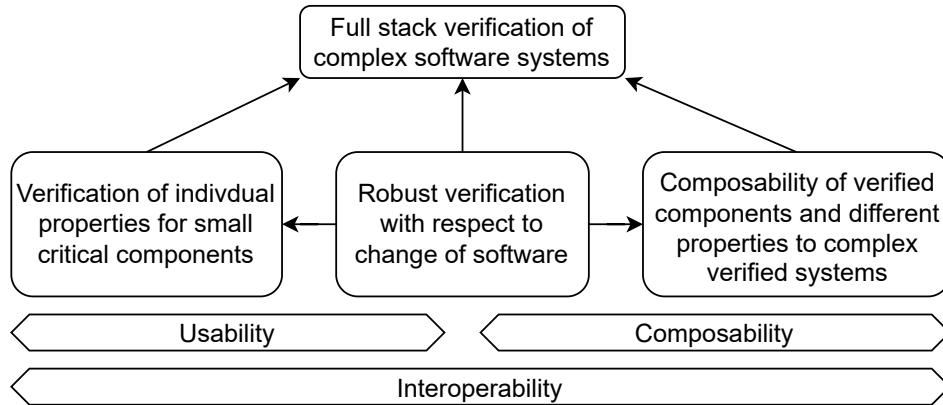 Full stack verification of
complex software systems
Verification of indivdual
properties for small
critical components
Robust verification
with respect to
change of software
Composability of verified
components and different
properties to complex
verified systems
Usability
Composability
Interoperability